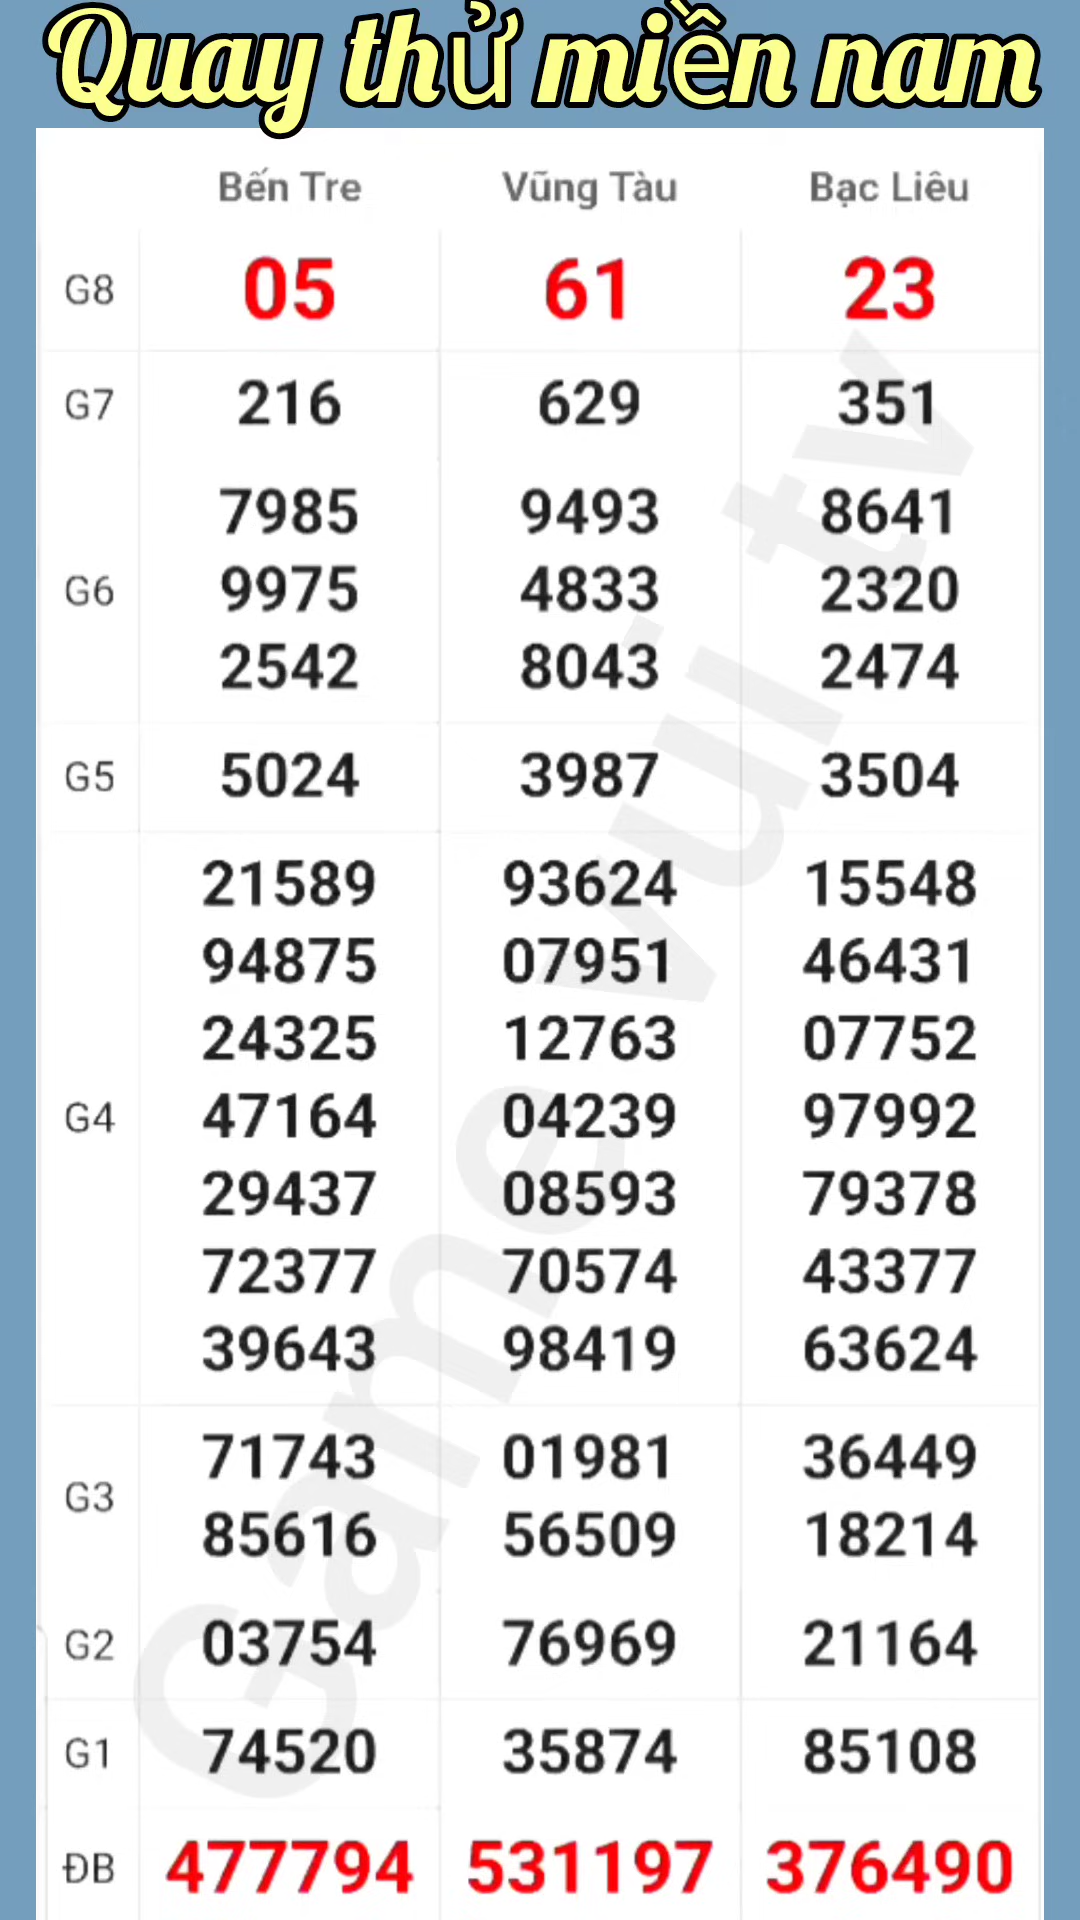 Quay thử miền nam
Bến Tre Vũng Tàu Bạc Liêu
G8 05 61 23
G7 216 629 351
7985 9493 8641
G6 9975 4833 2320
2542 8043 2474
G5 5024 3987 3504
21589 93624 15548
94875 07951 46431
24325 12763 07752
G4 47164 04239 97992
29437 08593 79378
72377 70574 43377
39643 98419 63624
G3 71743 01981 36449
85616 56509 18214
G2 03754 76969 21164
G1 74520 35874 85108
ĐB 477794 531197 376490
Game vui tv